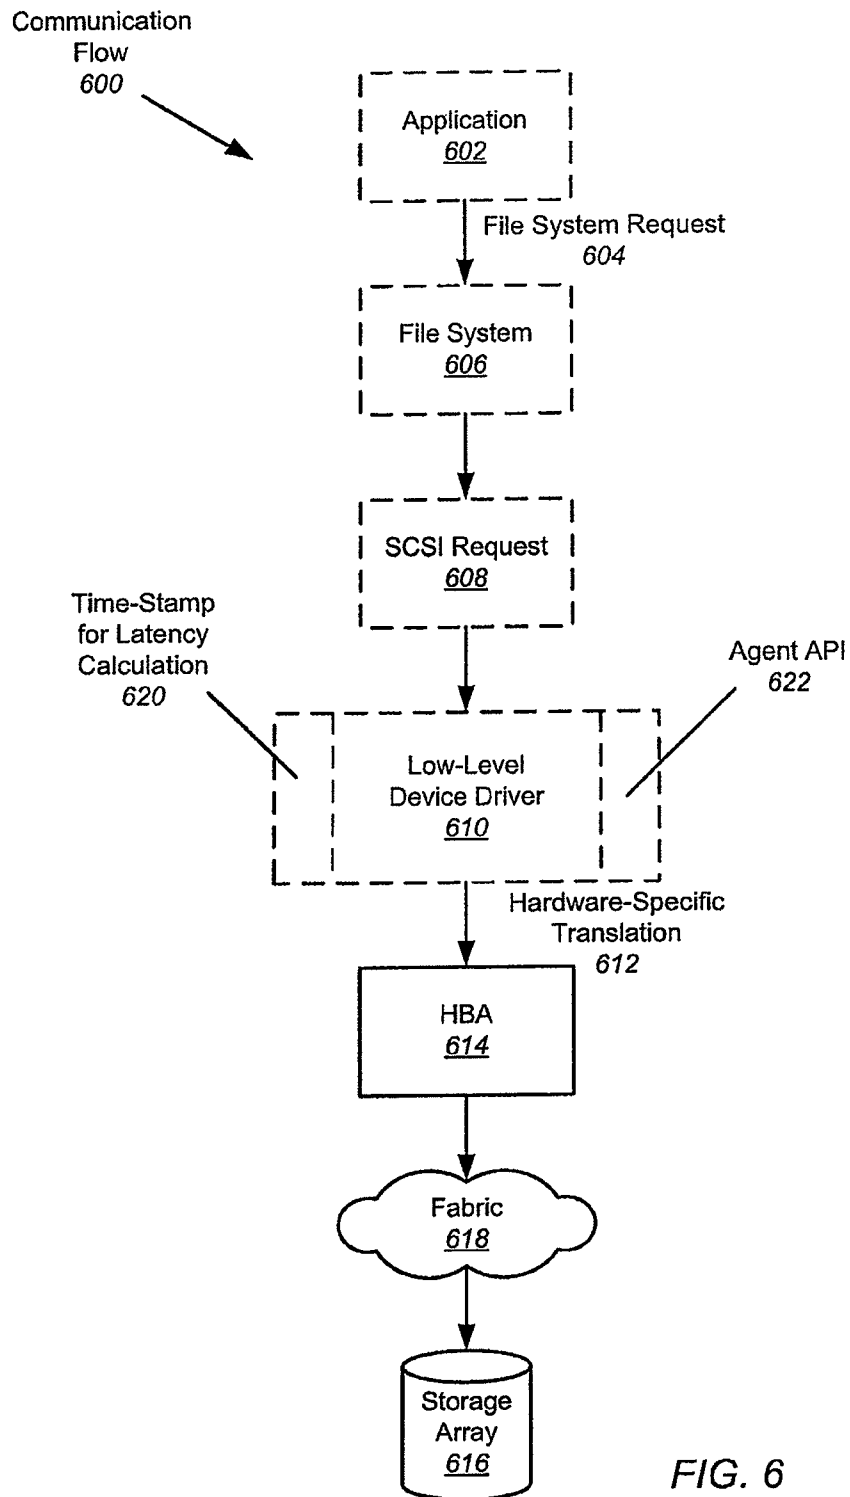 Communication
Flow
600
Application
602
File System Request
604
File System
606
SCSI Request
608
Time-Stamp
for Latency
Calculation
620
Agent API
622
Low-Level
Device Driver
610
Hardware-Specific
Translation
612
HBA
614
Fabric
618
Storage
Array
616
FIG. 6